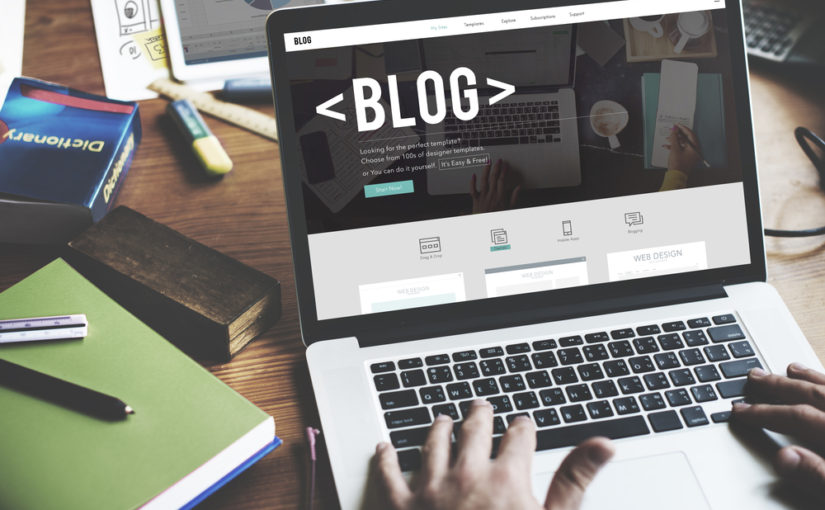 BLOG
My Sites Templates Explore Subscriptions Support
<BLOG>
Looking for the perfect template?
Choose from 100s of designer templates.
or You can do it yourself. It's Easy & Free!
Start Now!
Drag & Drop
Mobile Ready
Blogging
WEB DESIGN
WEB DESIGN
WEB DESIGN
Dictionary
Dictionary